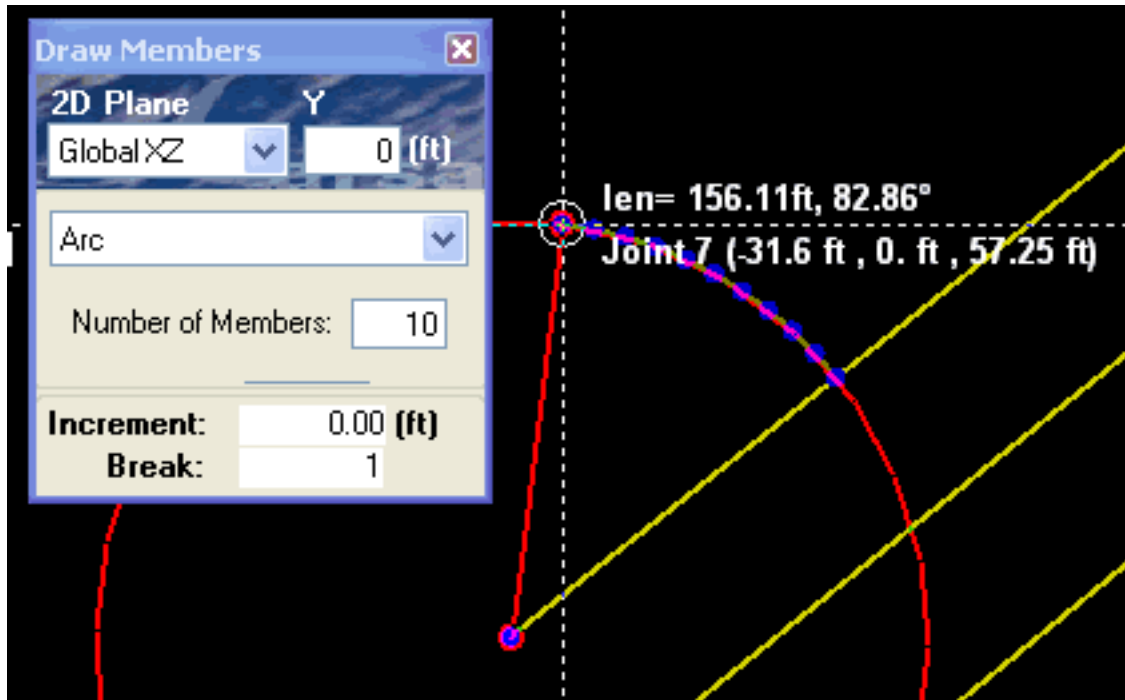 Draw Members
2D Plane Y
Global XZ 0 (ft)
Arc
Number of Members: 10
Increment: 0.00 (ft)
Break: 1
len= 156.11ft, 82.86°
Joint 7 (-31.6 ft , 0. ft , 57.25 ft)